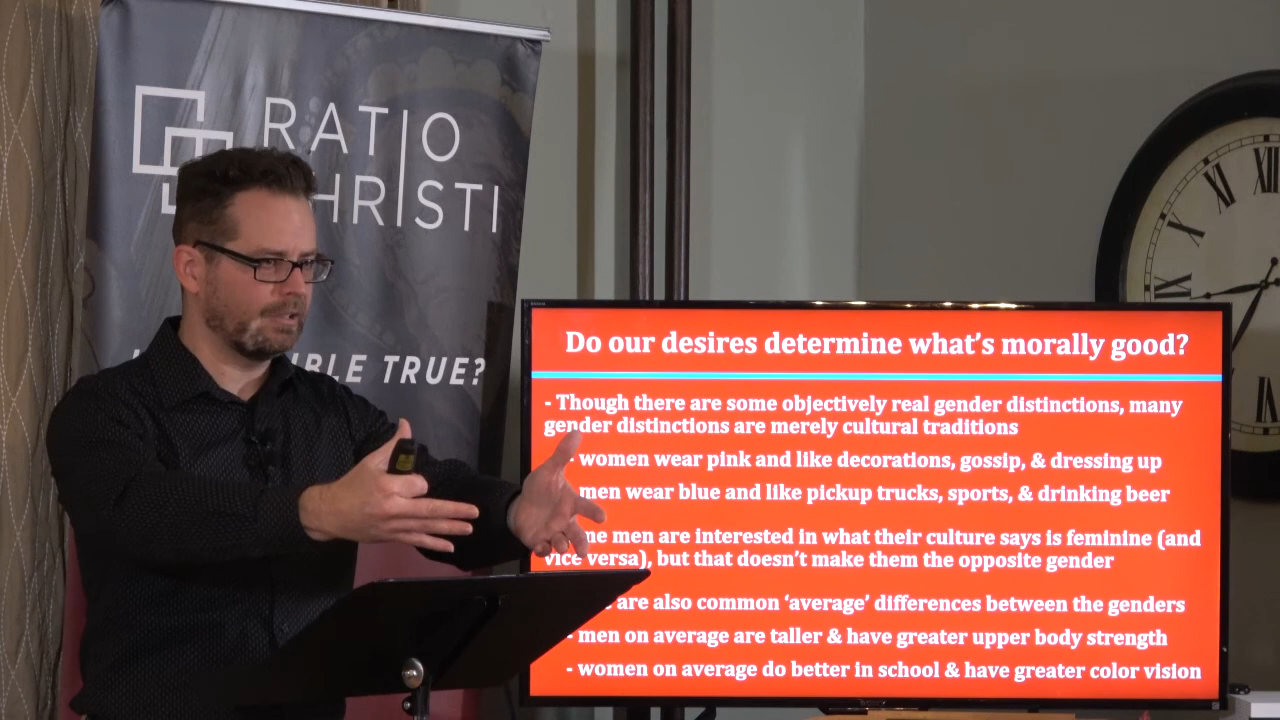 RATIO
HRISTI
BLE TRUE?
Do our desires determine what's morally good?
- Though there are some objectively real gender distinctions, many
gender distinctions are merely cultural traditions
- women wear pink and like decorations, gossip, & dressing up
men wear blue and like pickup trucks, sports, & drinking beer
me men are interested in what their culture says is feminine (and
vice versa), but that doesn't make them the opposite gender
are also common 'average' differences between the genders
- men on average are taller & have greater upper body strength
- women on average do better in school & have greater color vision
XII
XI
X
IX